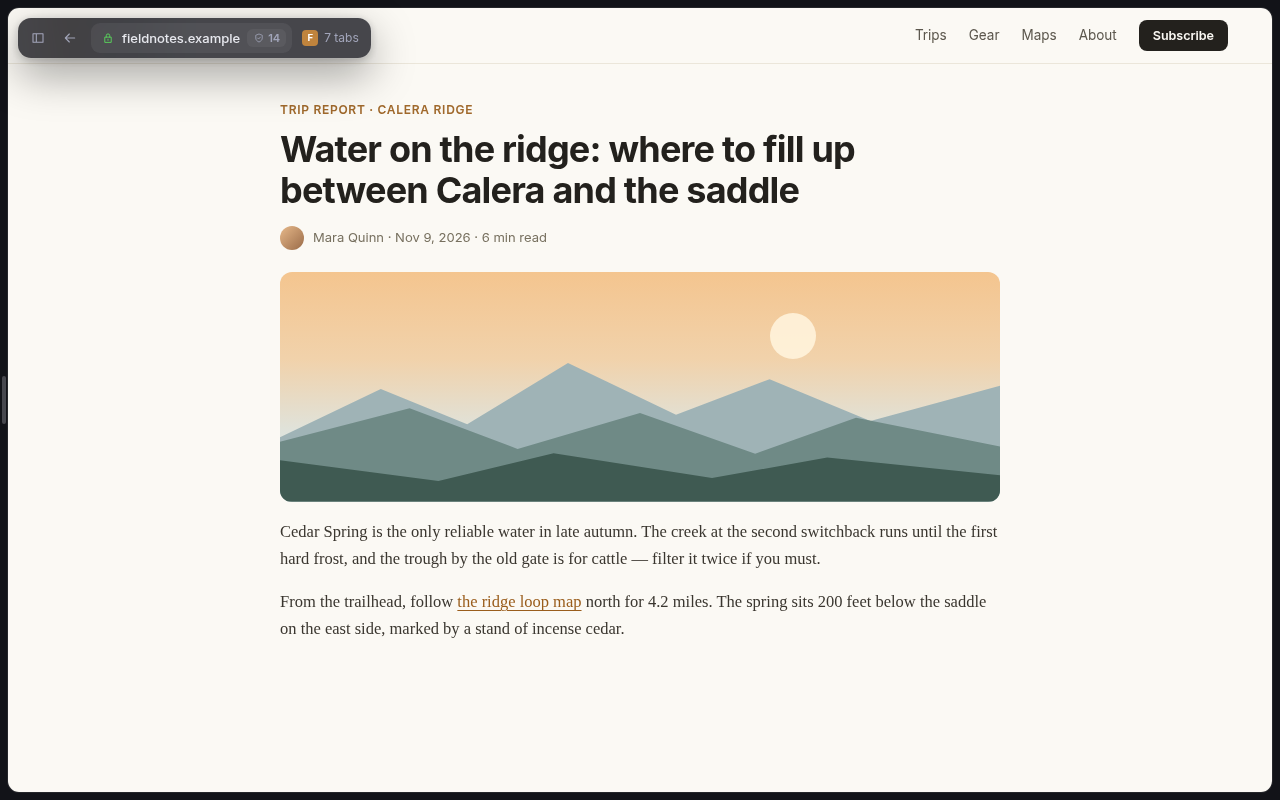 fieldnotes.example 14 F 7 tabs
Trips Gear Maps About Subscribe
TRIP REPORT · CALERA RIDGE
Water on the ridge: where to fill up
between Calera and the saddle
Mara Quinn · Nov 9, 2026 · 6 min read
Cedar Spring is the only reliable water in late autumn. The creek at the second switchback runs until the first
hard frost, and the trough by the old gate is for cattle — filter it twice if you must.
From the trailhead, follow the ridge loop map north for 4.2 miles. The spring sits 200 feet below the saddle
on the east side, marked by a stand of incense cedar.